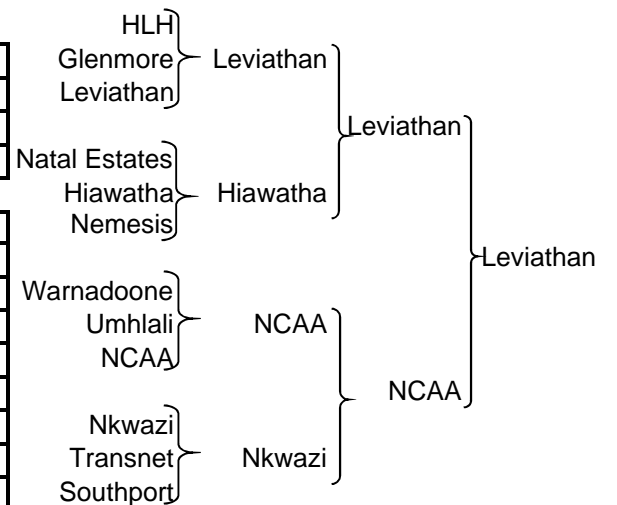 HLH
Glenmore
Leviathan
Leviathan
Leviathan
Natal Estates
Hiawatha
Nemesis
Hiawatha
Leviathan
Warnadoone
Umhlali
NCAA
NCAA
NCAA
Nkwazi
Transnet
Southport
Nkwazi